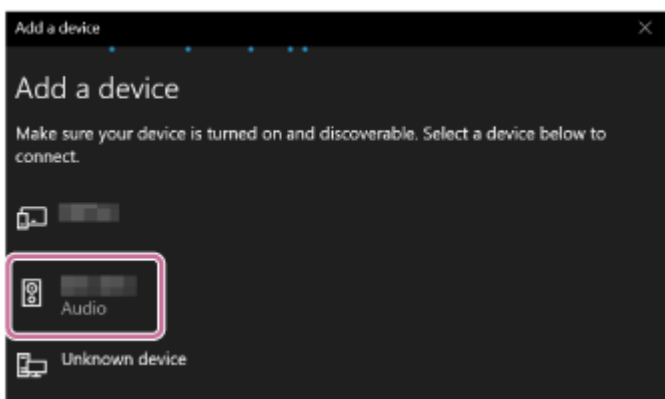 Add a device
Add a device
Make sure your device is turned on and discoverable. Select a device below to
connect.
Audio
Unknown device